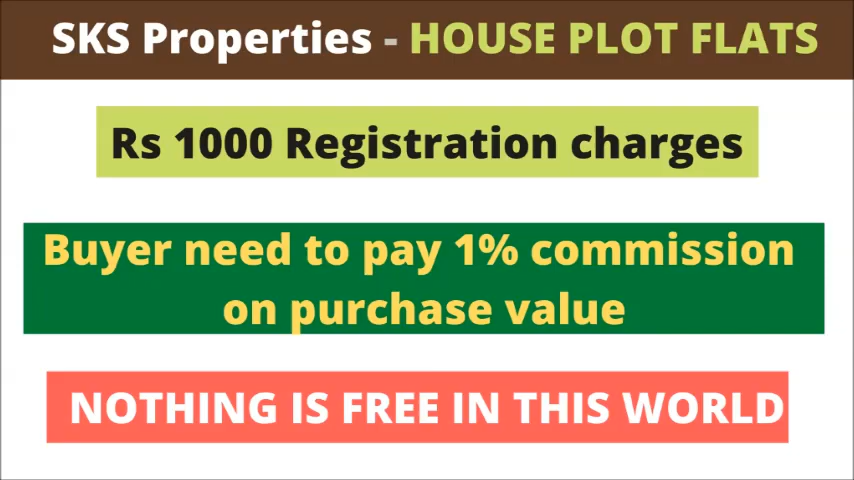 SKS Properties - HOUSE PLOT FLATS
Rs 1000 Registration charges
Buyer need to pay 1% commission
on purchase value
NOTHING IS FREE IN THIS WORLD